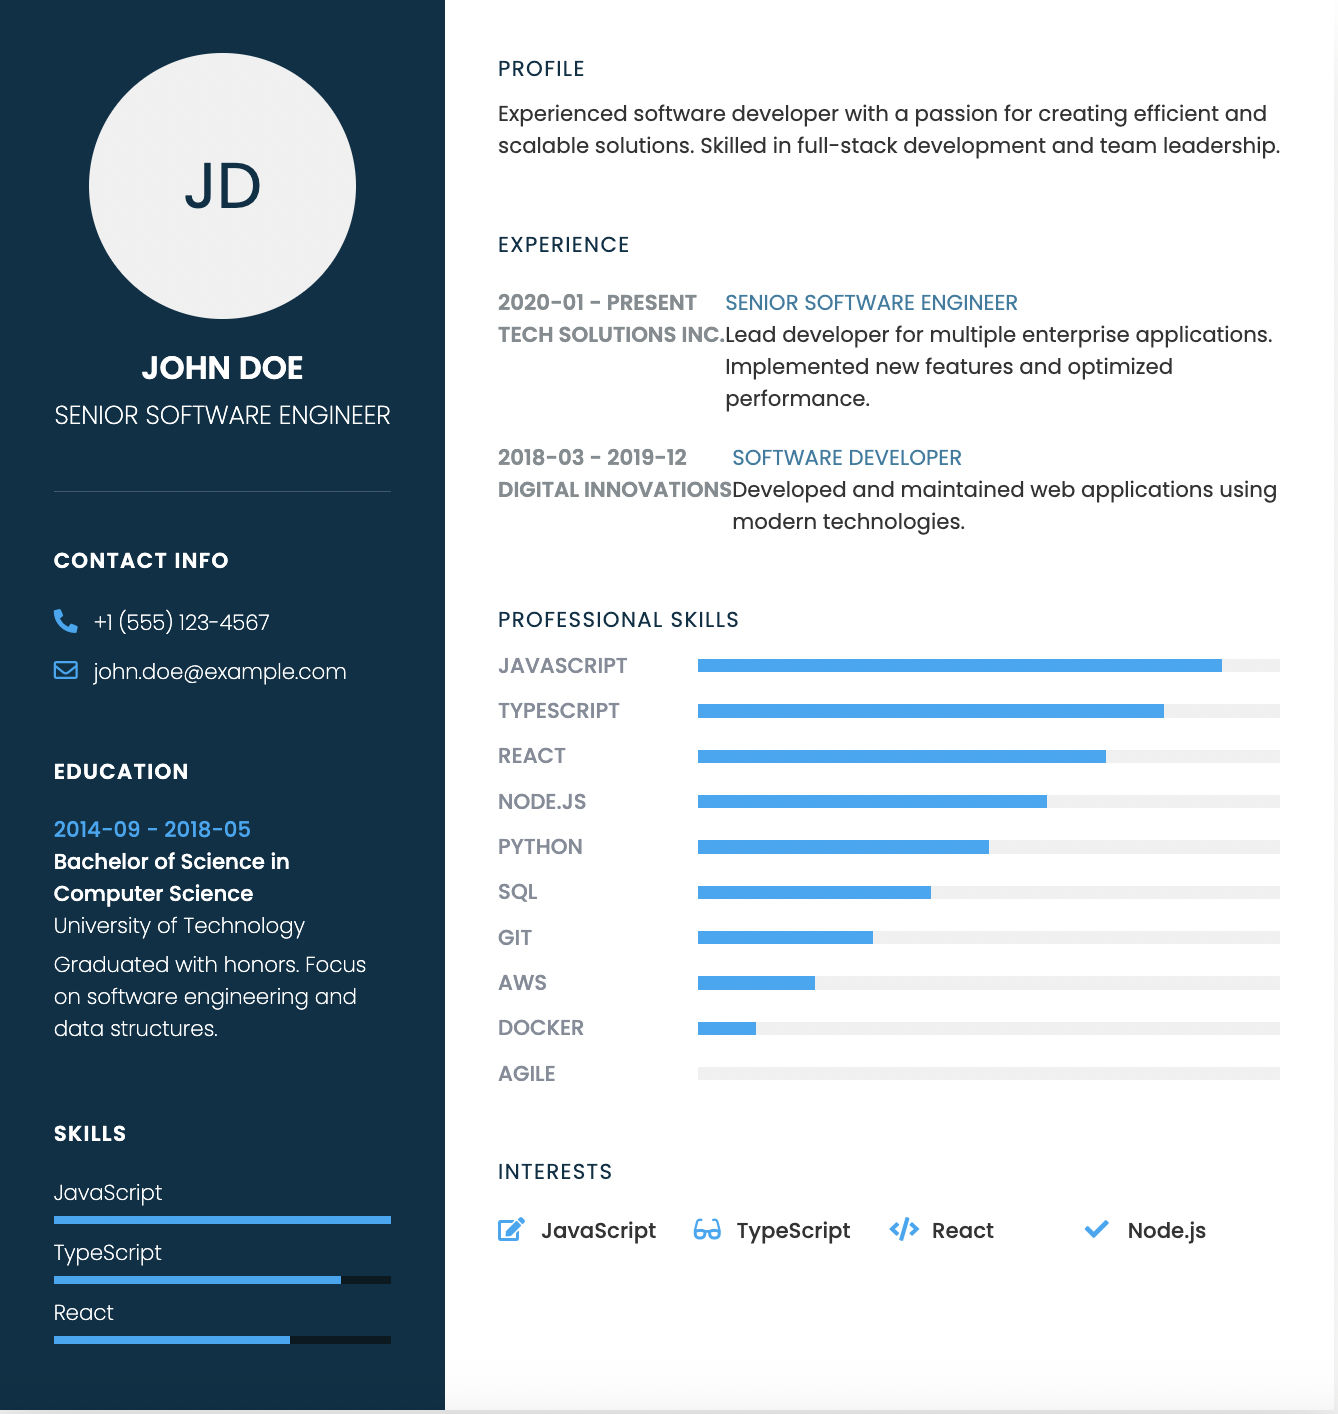 JD
JOHN DOE
SENIOR SOFTWARE ENGINEER
CONTACT INFO
+1 (555) 123-4567
john.doe@example.com
EDUCATION
2014-09 - 2018-05
Bachelor of Science in
Computer Science
University of Technology
Graduated with honors. Focus
on software engineering and
data structures.
SKILLS
JavaScript
TypeScript
React
PROFILE
Experienced software developer with a passion for creating efficient and
scalable solutions. Skilled in full-stack development and team leadership.
EXPERIENCE
2020-01 - PRESENT
TECH SOLUTIONS INC.
SENIOR SOFTWARE ENGINEER
Lead developer for multiple enterprise applications.
Implemented new features and optimized
performance.
2018-03 - 2019-12
DIGITAL INNOVATIONS
SOFTWARE DEVELOPER
Developed and maintained web applications using
modern technologies.
PROFESSIONAL SKILLS
JAVASCRIPT
TYPESCRIPT
REACT
NODE.JS
PYTHON
SQL
GIT
AWS
DOCKER
AGILE
INTERESTS
JavaScript TypeScript React Node.js